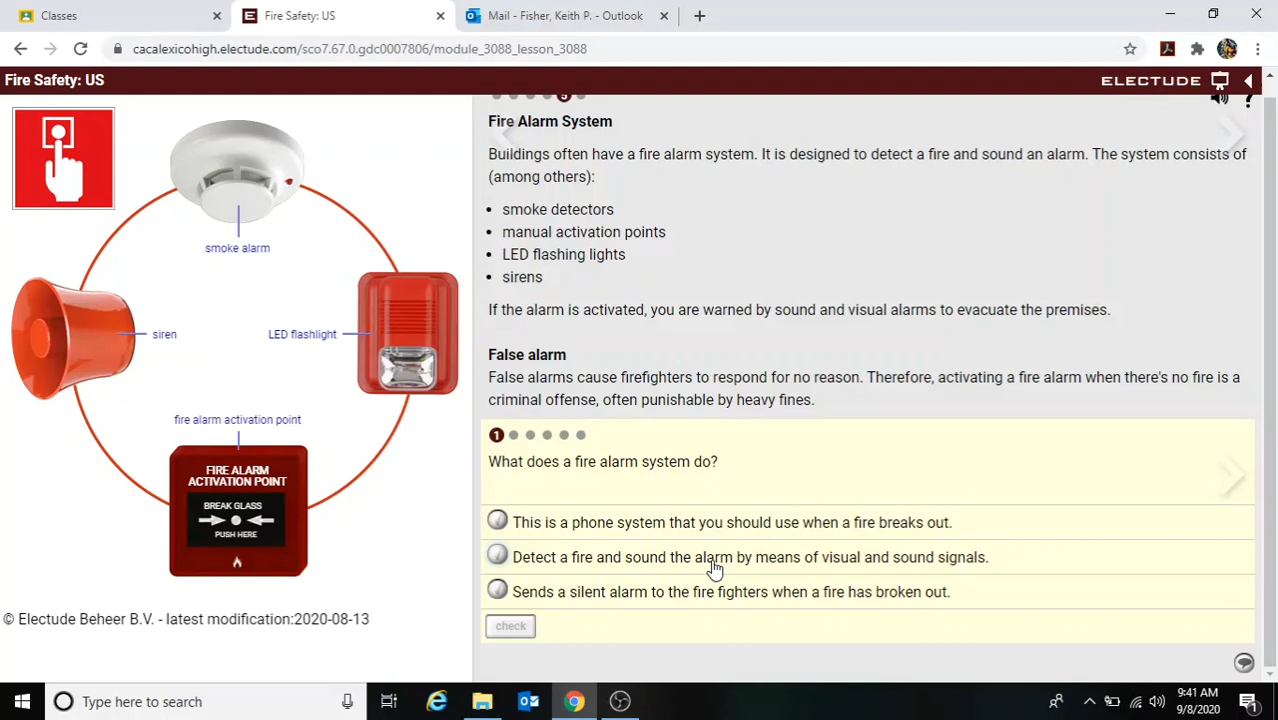 Classes
Fire Safety: US
Mail - Fisher, Keith P. - Outlook
cacalexicohigh.electude.com/sco7.67.0.gdc0007806/module_3088_lesson_3088
Fire Safety: US
ELECTUDE
smoke alarm
siren
LED flashlight
fire alarm activation point
FIRE ALARM
ACTIVATION POINT
BREAK GLASS
PUSH HERE
© Electude Beheer B.V. - latest modification:2020-08-13
5
?
Fire Alarm System
Buildings often have a fire alarm system. It is designed to detect a fire and sound an alarm. The system consists of
(among others):
• smoke detectors
• manual activation points
• LED flashing lights
• sirens
If the alarm is activated, you are warned by sound and visual alarms to evacuate the premises.
False alarm
False alarms cause firefighters to respond for no reason. Therefore, activating a fire alarm when there's no fire is a
criminal offense, often punishable by heavy fines.
1
What does a fire alarm system do?
This is a phone system that you should use when a fire breaks out.
Detect a fire and sound the alarm by means of visual and sound signals.
Sends a silent alarm to the fire fighters when a fire has broken out.
check
Type here to search
9:41 AM
9/8/2020
1